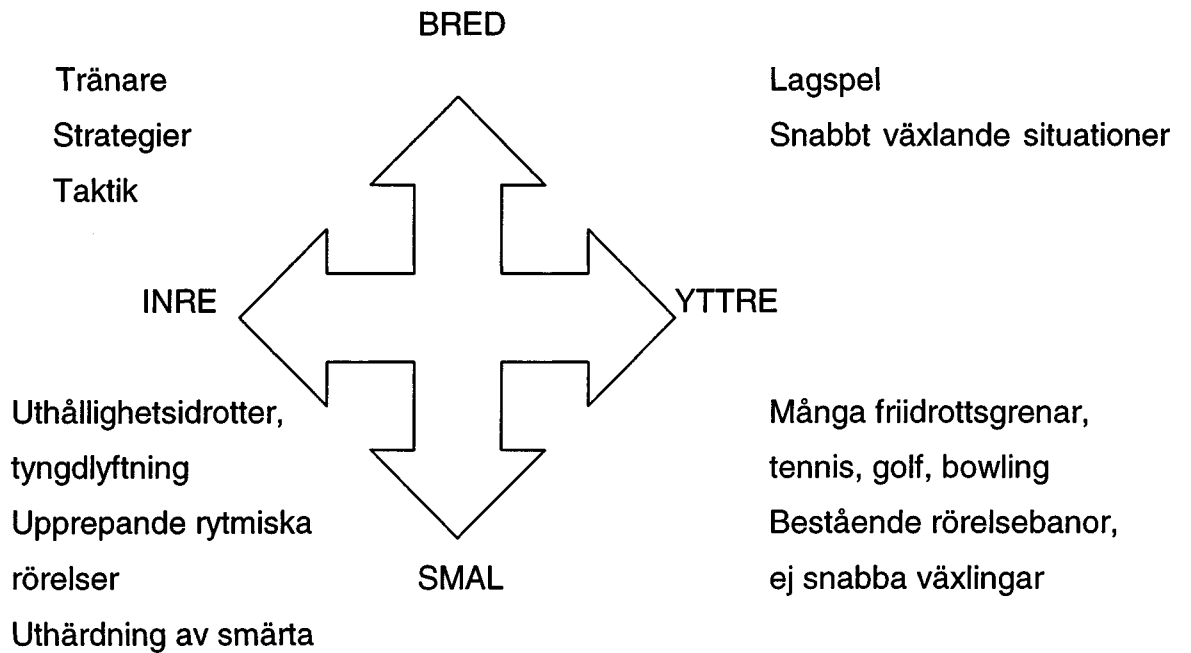 BRED
Tränare
Strategier
Taktik
Lagspel
Snabbt växlande situationer
INRE
YTTRE
Uthållighetsidrotter,
tyngdlyftning
Upprepande rytmiska
rörelser
Uthärdning av smärta
SMAL
Många friidrottsgrenar,
tennis, golf, bowling
Bestående rörelsebanor,
ej snabba växlingar